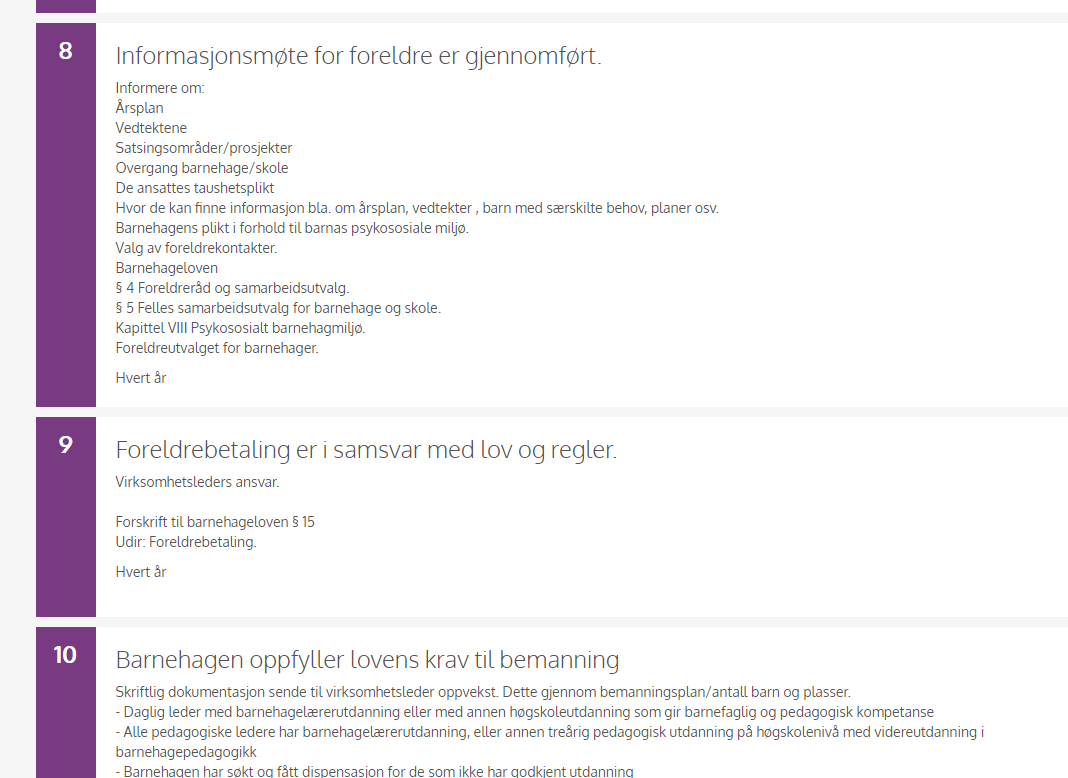 8
Informasjonsmøte for foreldre er gjennomført.
Informere om:
Årsplan
Vedtektene
Satsingsområder/prosjekter
Overgang barnehage/skole
De ansattes taushetsplikt
Hvor de kan finne informasjon bla. om årsplan, vedtekter , barn med særskilte behov, planer osv.
Barnehagens plikt i forhold til barnas psykososiale miljø.
Valg av foreldrekontakter.
Barnehageloven
§ 4 Foreldreråd og samarbeidsutvalg.
§ 5 Felles samarbeidsutvalg for barnehage og skole.
Kapittel VIII Psykososialt barnehagmiljø.
Foreldreutvalget for barnehager.
Hvert år
9
Foreldrebetaling er i samsvar med lov og regler.
Virksomhetsleders ansvar.
Forskrift til barnehageloven § 15
Udir: Foreldrebetaling.
Hvert år
10
Barnehagen oppfyller lovens krav til bemanning
Skriftlig dokumentasjon sende til virksomhetsleder oppvekst. Dette gjennom bemanningsplan/antall barn og plasser.
- Daglig leder med barnehagelærerutdanning eller med annen høgskoleutdanning som gir barnefaglig og pedagogisk kompetanse
- Alle pedagogiske ledere har barnehagelærerutdanning, eller annen treårig pedagogisk utdanning på høgskolenivå med videreutdanning i
barnehagepedagogikk
- Barnehagen har søkt og fått dispensasjon for de som ikke har godkjent utdanning